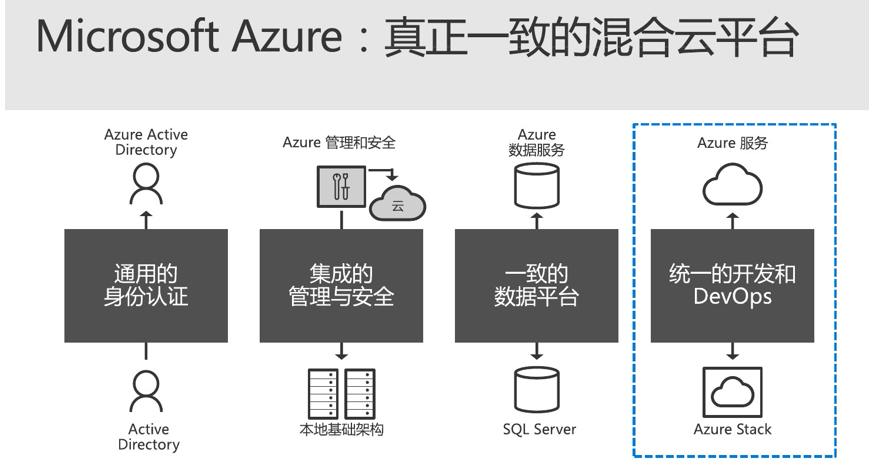 Microsoft Azure：真正一致的混合云平台
Azure Active
Directory
通用的
身份认证
Active
Directory
Azure 管理和安全
云
集成的
管理与安全
本地基础架构
Azure
数据服务
一致的
数据平台
SQL Server
Azure 服务
统一的开发和
DevOps
Azure Stack